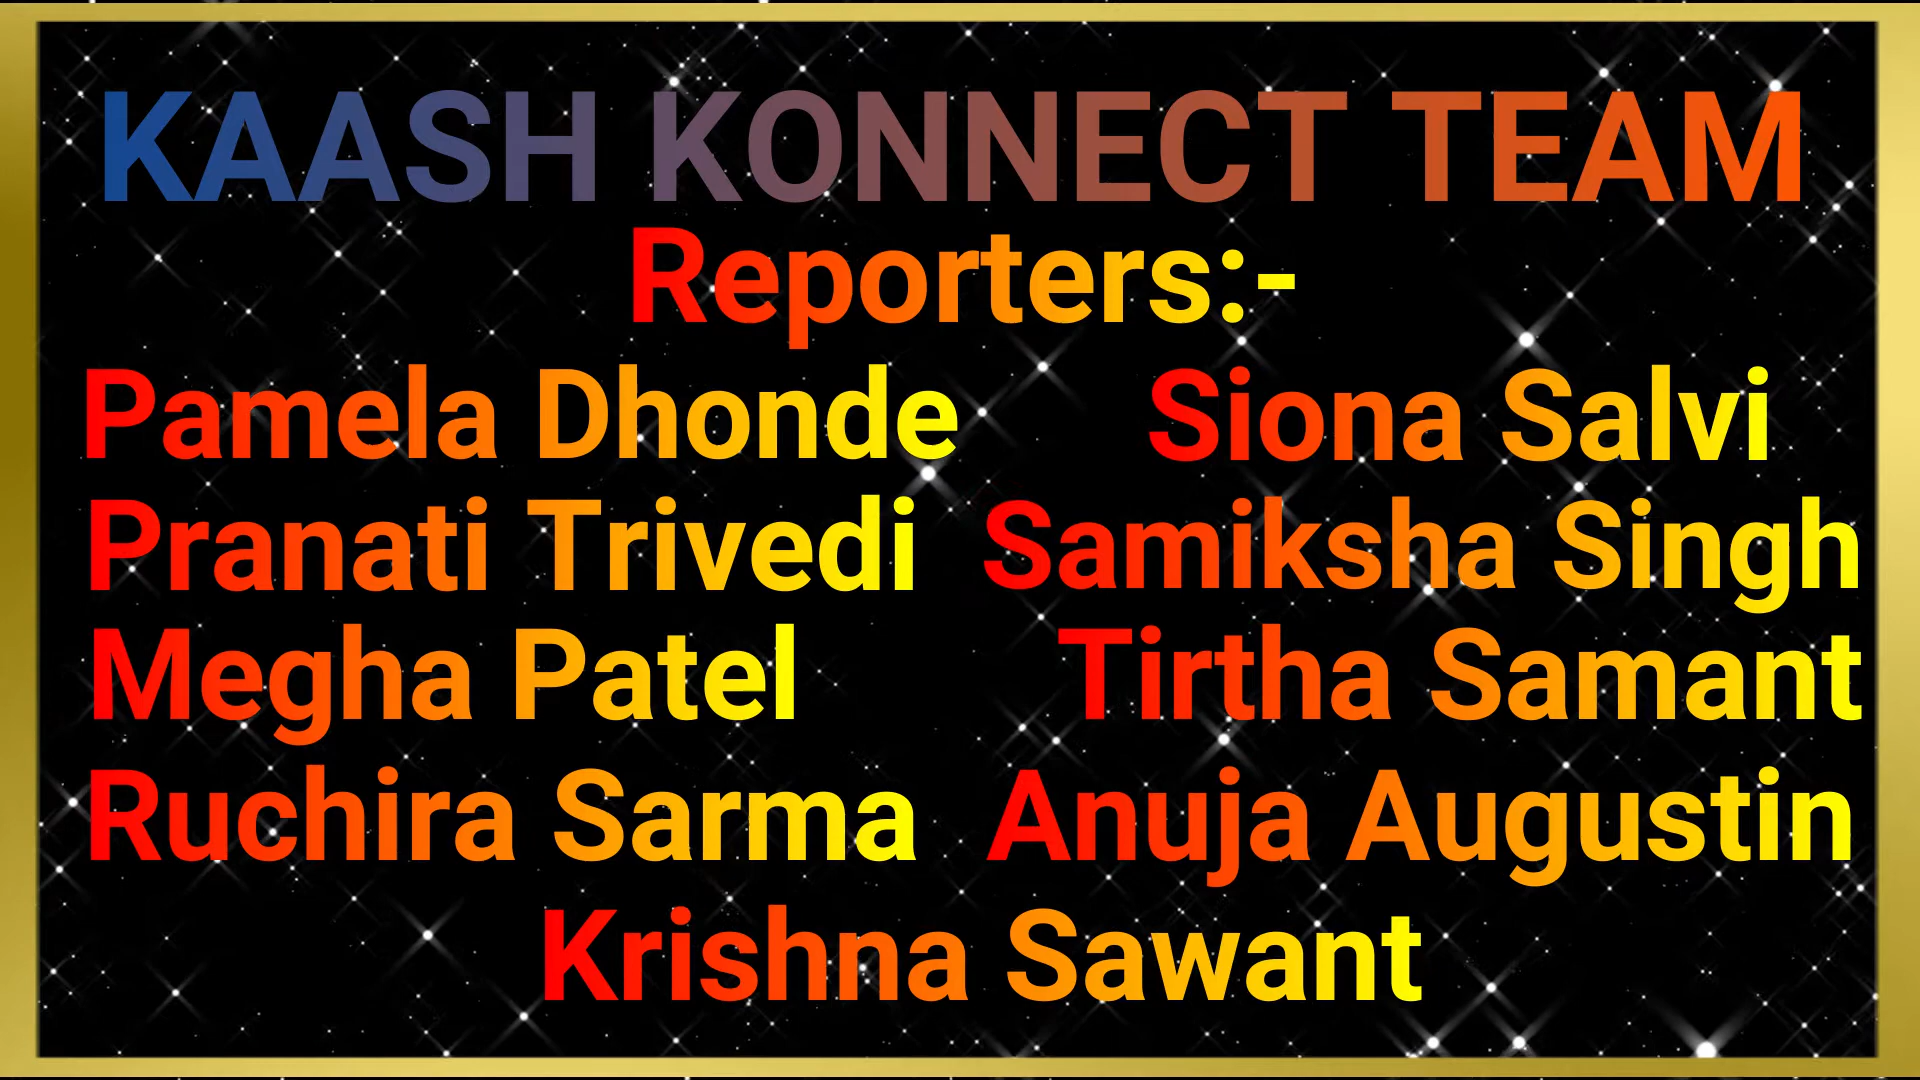 KAASH KONNECT TEAM
Reporters:-
Pamela Dhonde Siona Salvi
Pranati Trivedi Samiksha Singh
Megha Patel Tirtha Samant
Ruchira Sarma Anuja Augustin
Krishna Sawant